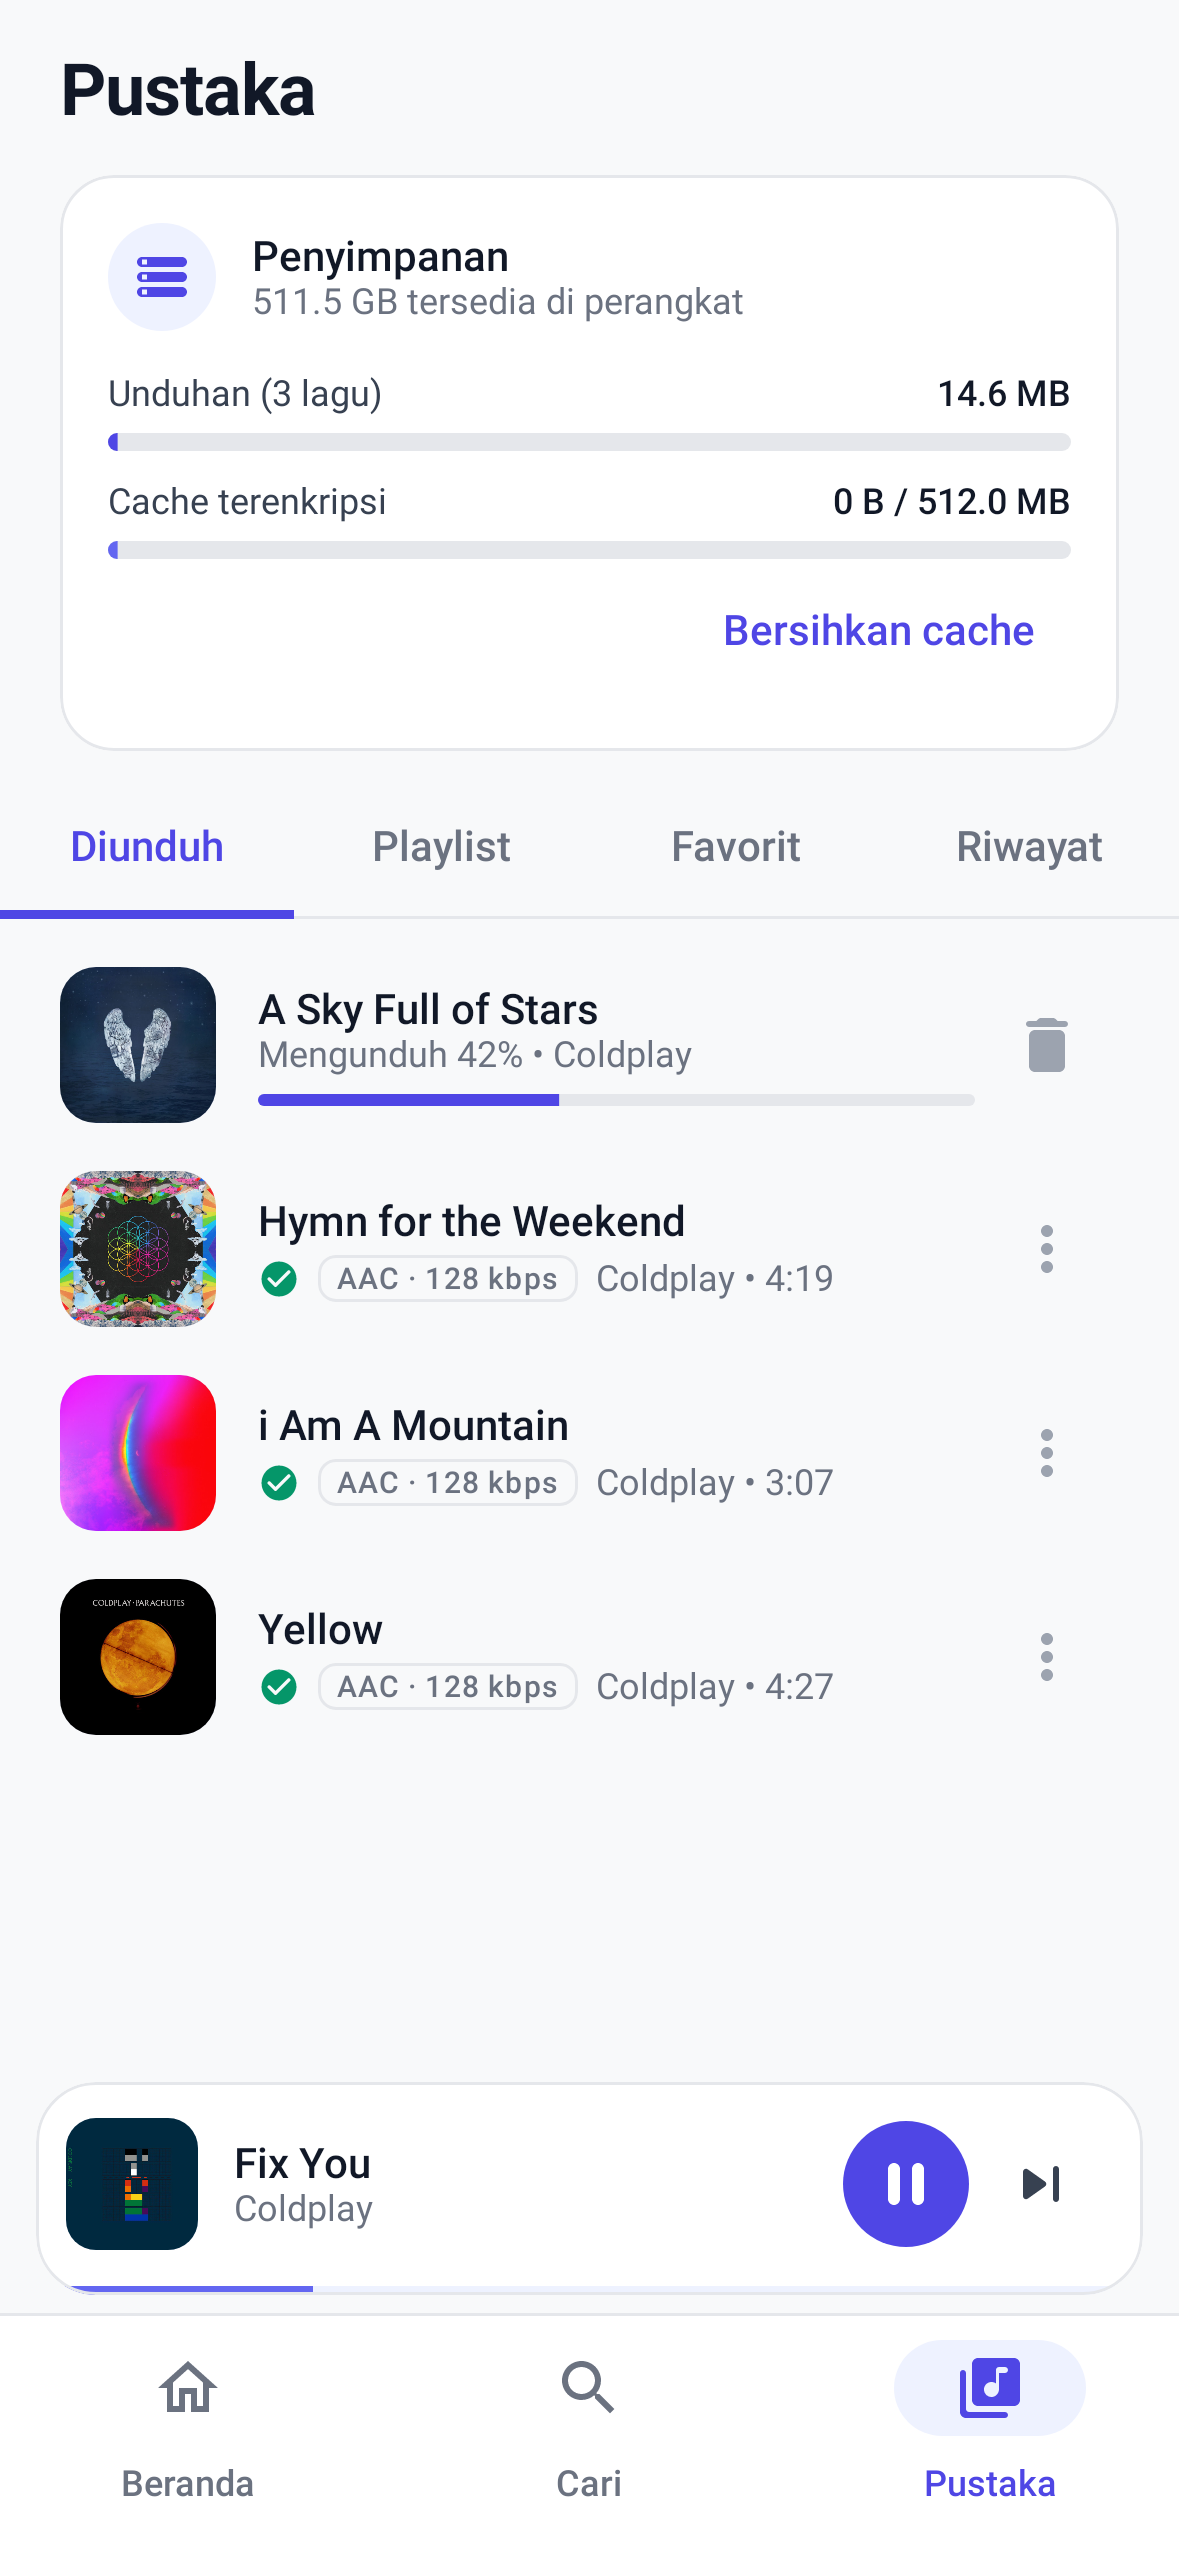 Pustaka
Penyimpanan
511.5 GB tersedia di perangkat
Unduhan (3 lagu) 14.6 MB
Cache terenkripsi 0 B / 512.0 MB
Bersihkan cache
Diunduh Playlist Favorit Riwayat
A Sky Full of Stars
Mengunduh 42% • Coldplay
Hymn for the Weekend
AAC · 128 kbps Coldplay • 4:19
i Am A Mountain
AAC · 128 kbps Coldplay • 3:07
COLDPLAY·PARACHUTES
Yellow
AAC · 128 kbps Coldplay • 4:27
Fix You
Coldplay
Beranda Cari Pustaka